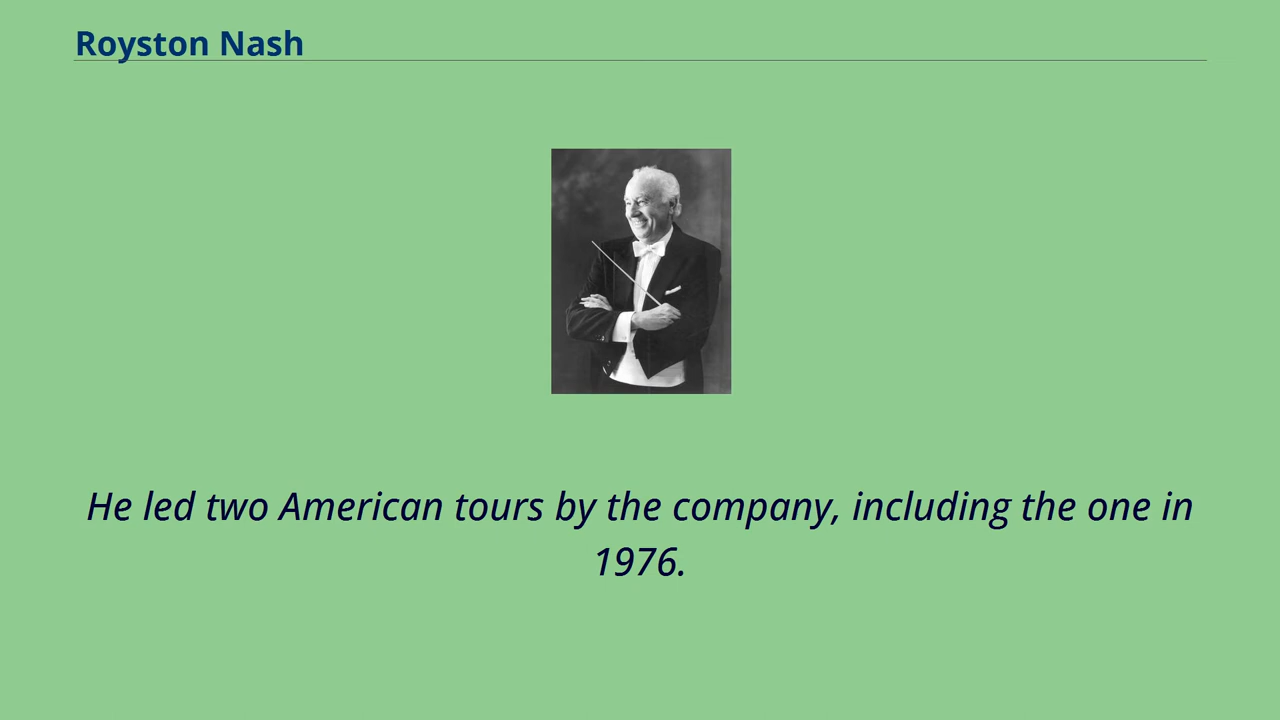 Royston Nash
He led two American tours by the company, including the one in
1976.